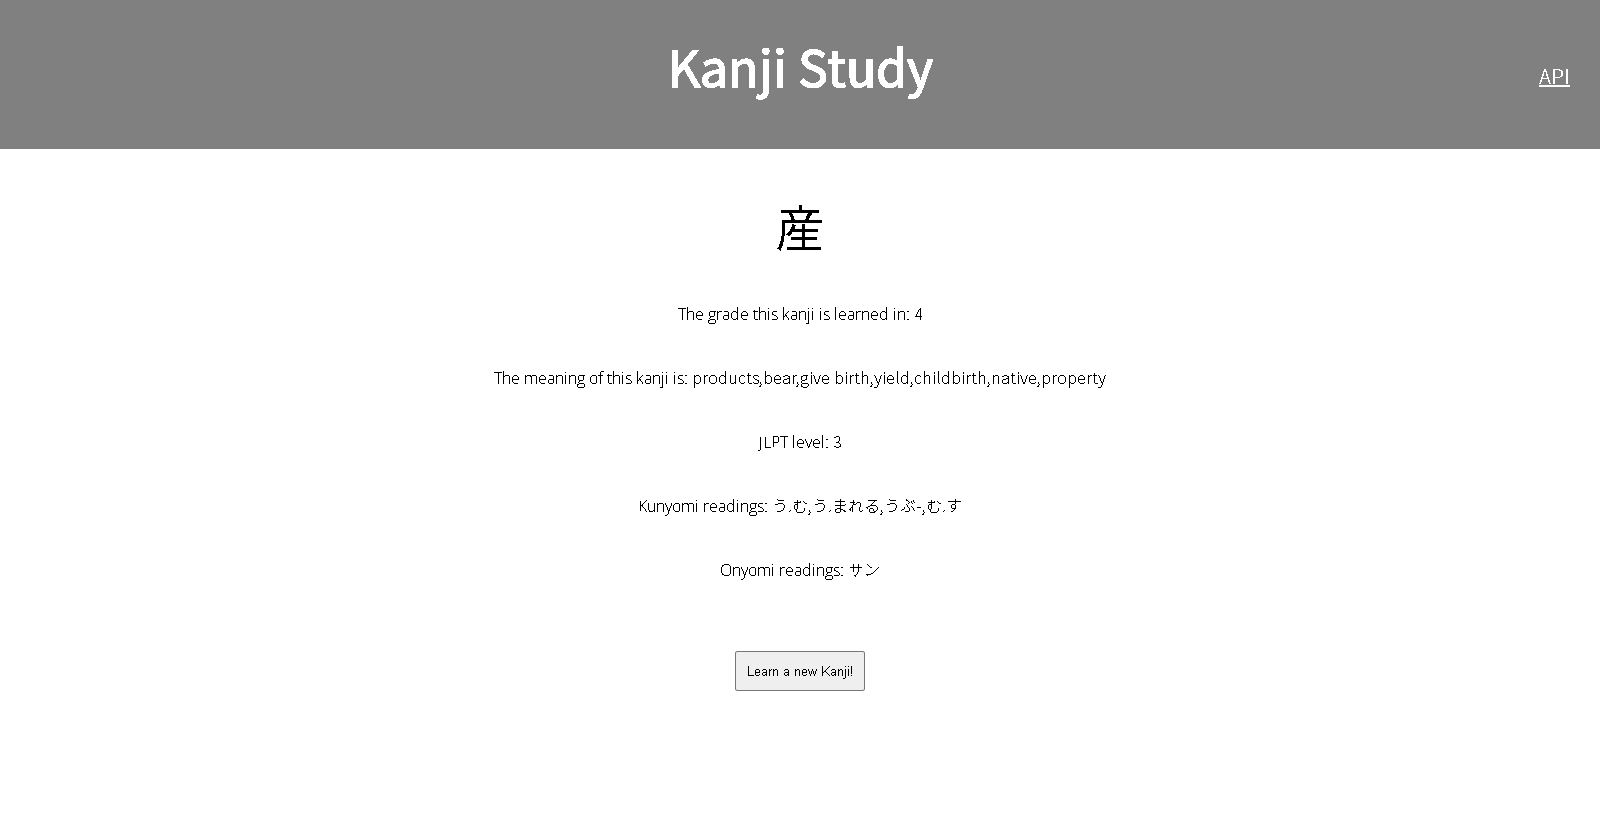 Kanji Study
API
産
The grade this kanji is learned in: 4
The meaning of this kanji is: products,bear,give birth,yield,childbirth,native,property
JLPT level: 3
Kunyomi readings: う.む,う.まれる,うぶ-,む.す
Onyomi readings: サン
Learn a new Kanji!